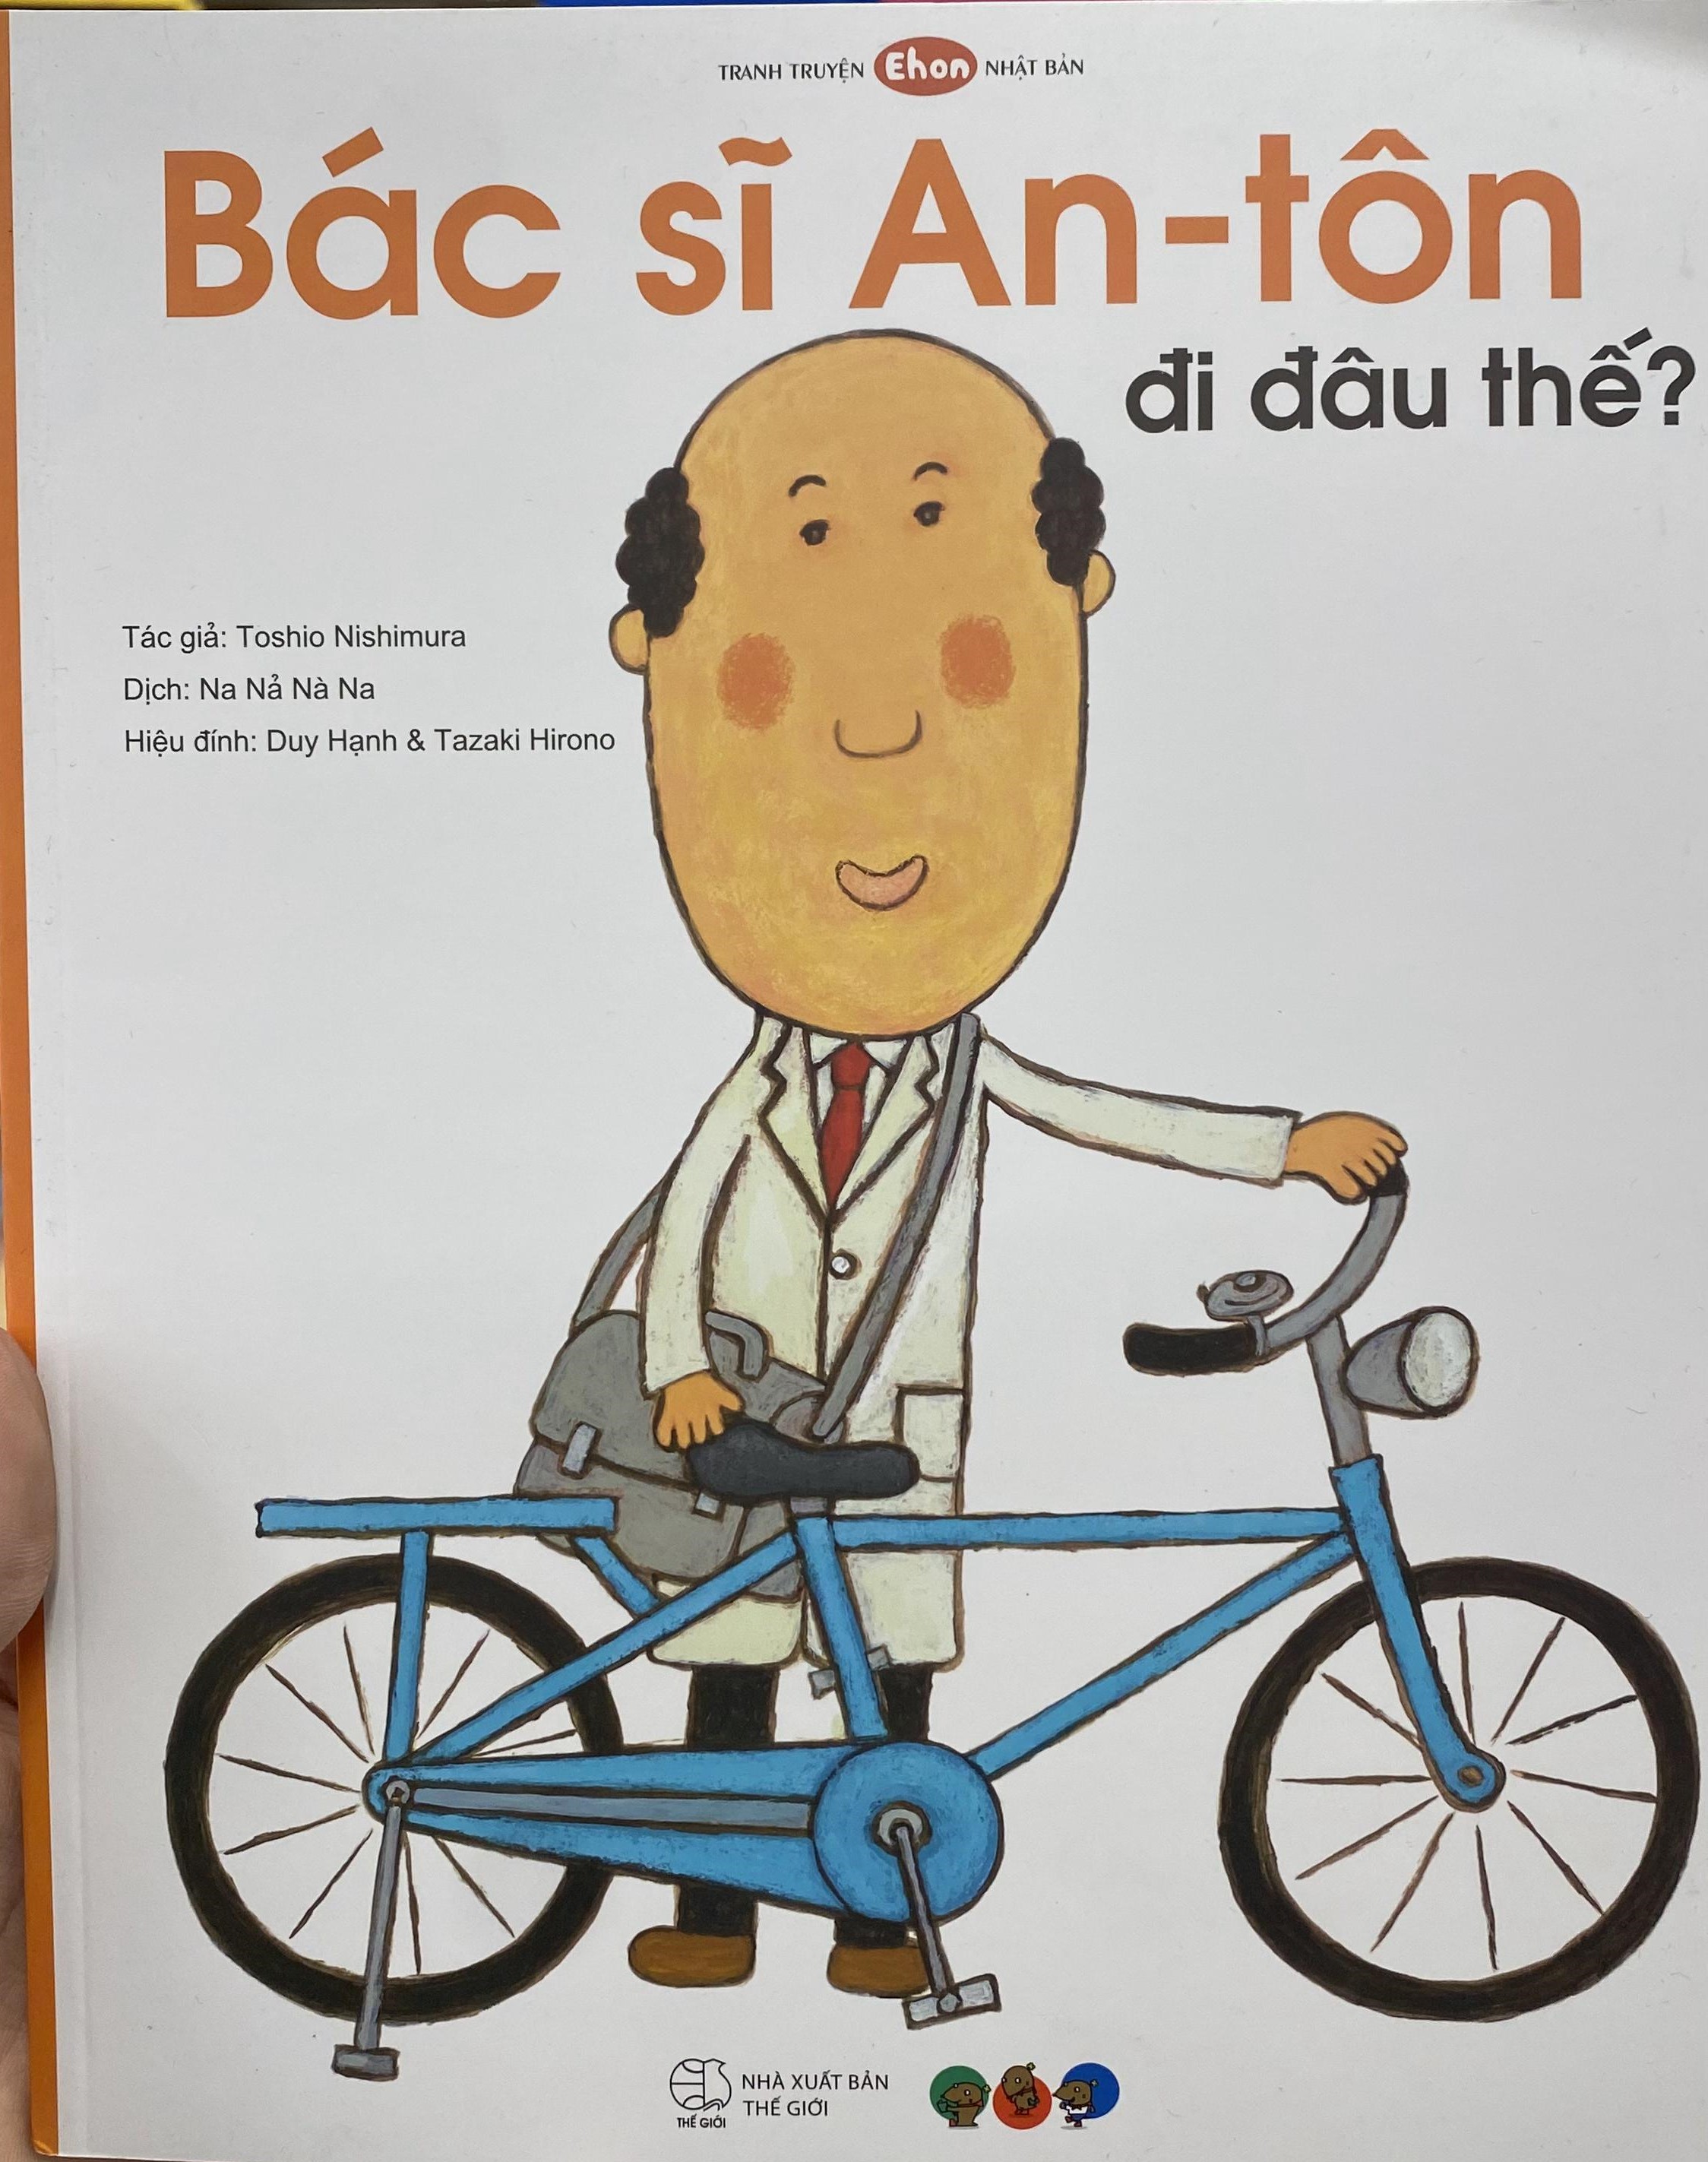 TRANH TRUYỆN Ehon NHẬT BẢN
Bác sĩ An-tôn
đi đâu thế?
Tác giả: Toshio Nishimura
Dịch: Na Nả Nà Na
Hiệu đính: Duy Hạnh & Tazaki Hirono
NHÀ XUẤT BẢN
THẾ GIỚI
THẾ GIỚI